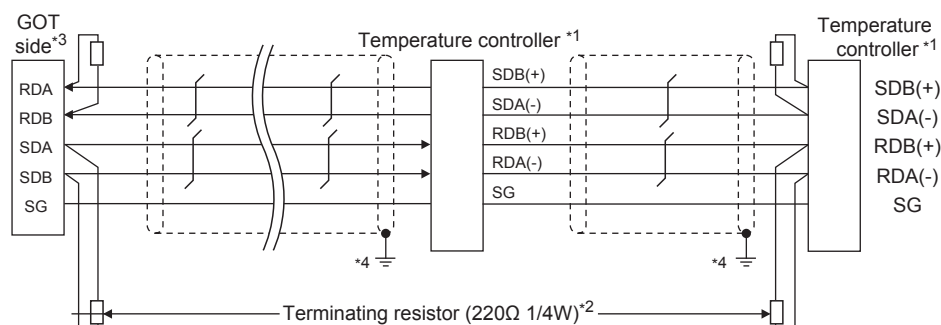 GOT
side*3
Temperature controller *1
Temperature
controller *1
RDA
RDB
SDA
SDB
SG
SDB(+)
SDA(-)
RDB(+)
RDA(-)
SG
SDB(+)
SDA(-)
RDB(+)
RDA(-)
SG
*4
*4
Terminating resistor (220Ω 1/4W)*2